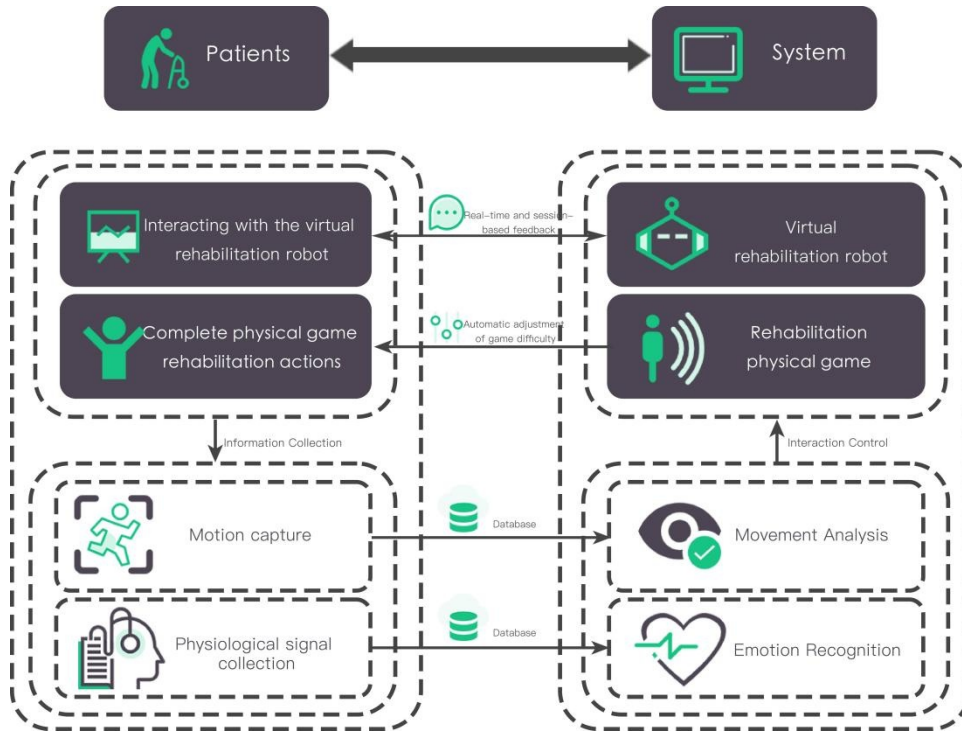 Patients
System
Interacting with the virtual
rehabilitation robot
Real-time and session-
based feedback
Virtual
rehabilitation robot
Complete physical game
rehabilitation actions
Automatic adjustment
of game difficulty
Rehabilitation
physical game
Information Collection
Interaction Control
Motion capture
Database
Movement Analysis
Physiological signal
collection
Database
Emotion Recognition